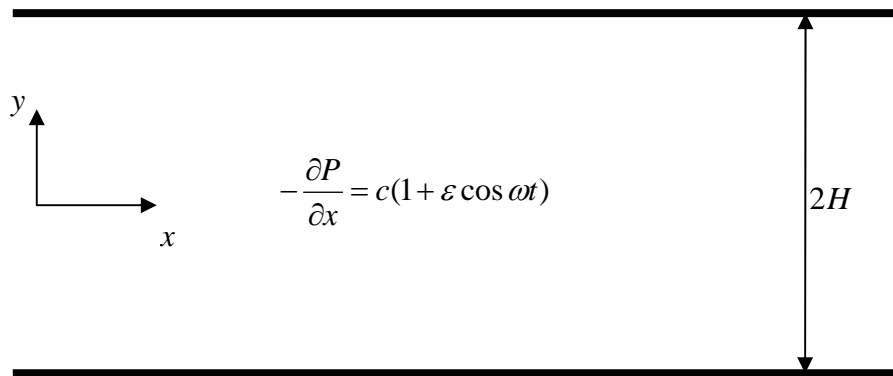 y
-∂P/∂x = c(1 + ε cos ωt)
2H
x